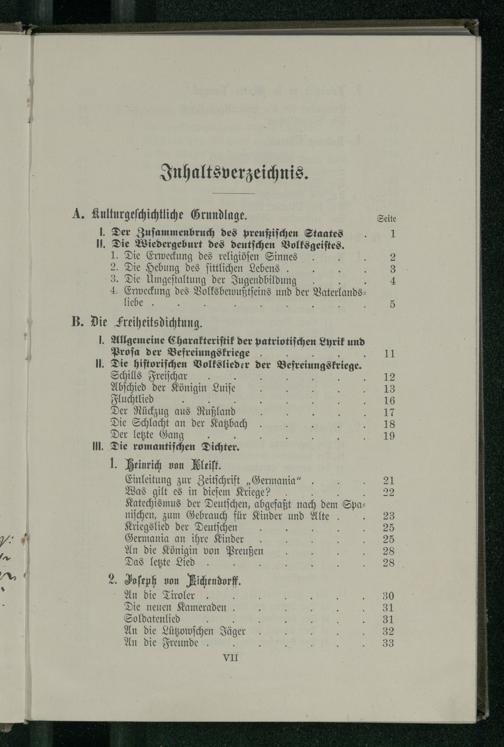 Inhaltsverzeichnis.
A. Kulturgeschichtliche Grundlage.
Seite
I. Der Zusammenbruch des preußischen Staates . 1
II. Die Wiedergeburt des deutschen Volksgeistes.
1. Die Erweckung des religiösen Sinnes . . . 2
2. Die Hebung des sittlichen Lebens . . . . 3
3. Die Umgestaltung der Jugendbildung . . . 4
4. Erweckung des Volksbewußtseins und der Vaterlands-
liebe . . . . . . . . 5
B. Die Freiheitsdichtung.
I. Allgemeine Charakteristik der patriotischen Lyrik und
Prosa der Befreiungskriege . . . . . 11
II. Die historischen Volkslieder der Befreiungskriege.
Schills Freischar . . . . . . 12
Abschied der Königin Luise . . . . . 13
Fluchtlied . . . . . . . 16
Der Rückzug aus Rußland . . . . . 17
Die Schlacht an der Katzbach . . . . . 18
Der letzte Gang . . . . . . 19
III. Die romantischen Dichter.
1. Heinrich von Kleist.
Einleitung zur Zeitschrift „Germania“ . . . 21
Was gilt es in diesem Kriege? . . . . 22
Katechismus der Deutschen, abgefaßt nach dem Spa-
nischen, zum Gebrauch für Kinder und Alte . . 23
Kriegslied der Deutschen . . . . . 25
Germania an ihre Kinder . . . . . 25
An die Königin von Preußen . . . . 28
Das letzte Lied . . . . . . 28
2. Joseph von Eichendorff.
An die Tiroler . . . . . . 30
Die neuen Kameraden . . . . . 31
Soldatenlied . . . . . . 31
An die Lützowschen Jäger . . . . . 32
An die Freunde . . . . . . 33
VII